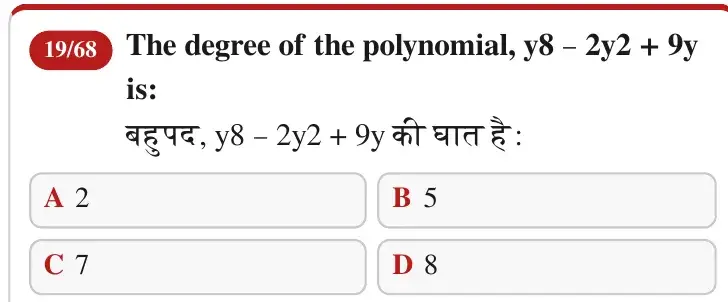 19/68 The degree of the polynomial, y8 – 2y2 + 9y
is:
बहुपद, y8 – 2y2 + 9y की घात है :
A 2 B 5
C 7 D 8